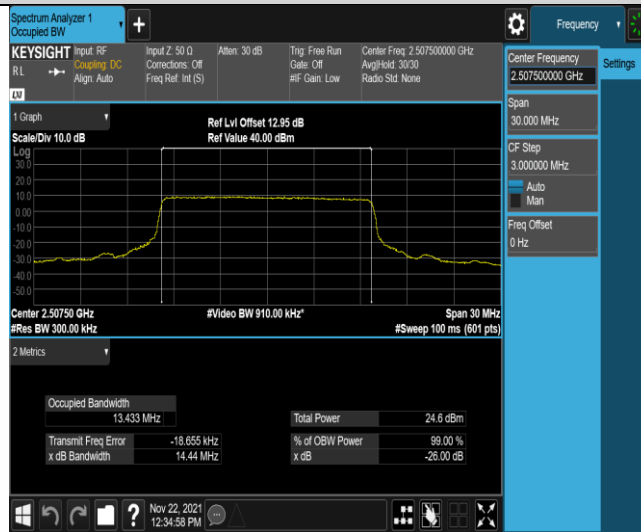 Spectrum Analyzer 1
Occupied BW
Frequency
KEYSIGHT
RL
LXI
Input: RF
Coupling: DC
Align: Auto
Input Z: 50 Ω
Corrections: Off
Freq Ref: Int (S)
Atten: 30 dB
Trig: Free Run
Gate: Off
#IF Gain: Low
Center Freq: 2.507500000 GHz
Avg|Hold: 30/30
Radio Std: None
Center Frequency
2.507500000 GHz
Settings
Span
30.000 MHz
CF Step
3.000000 MHz
Auto
Man
Freq Offset
0 Hz
1 Graph
Scale/Div 10.0 dB
Ref Lvl Offset 12.95 dB
Ref Value 40.00 dBm
Log
30.0
20.0
10.0
0.00
-10.0
-20.0
-30.0
-40.0
-50.0
Center 2.50750 GHz
#Res BW 300.00 kHz
#Video BW 910.00 kHz*
Span 30 MHz
#Sweep 100 ms (601 pts)
2 Metrics
Occupied Bandwidth
13.433 MHz
Total Power 24.6 dBm
Transmit Freq Error -18.655 kHz
% of OBW Power 99.00 %
x dB Bandwidth 14.44 MHz
x dB -26.00 dB
?
Nov 22, 2021
12:34:58 PM